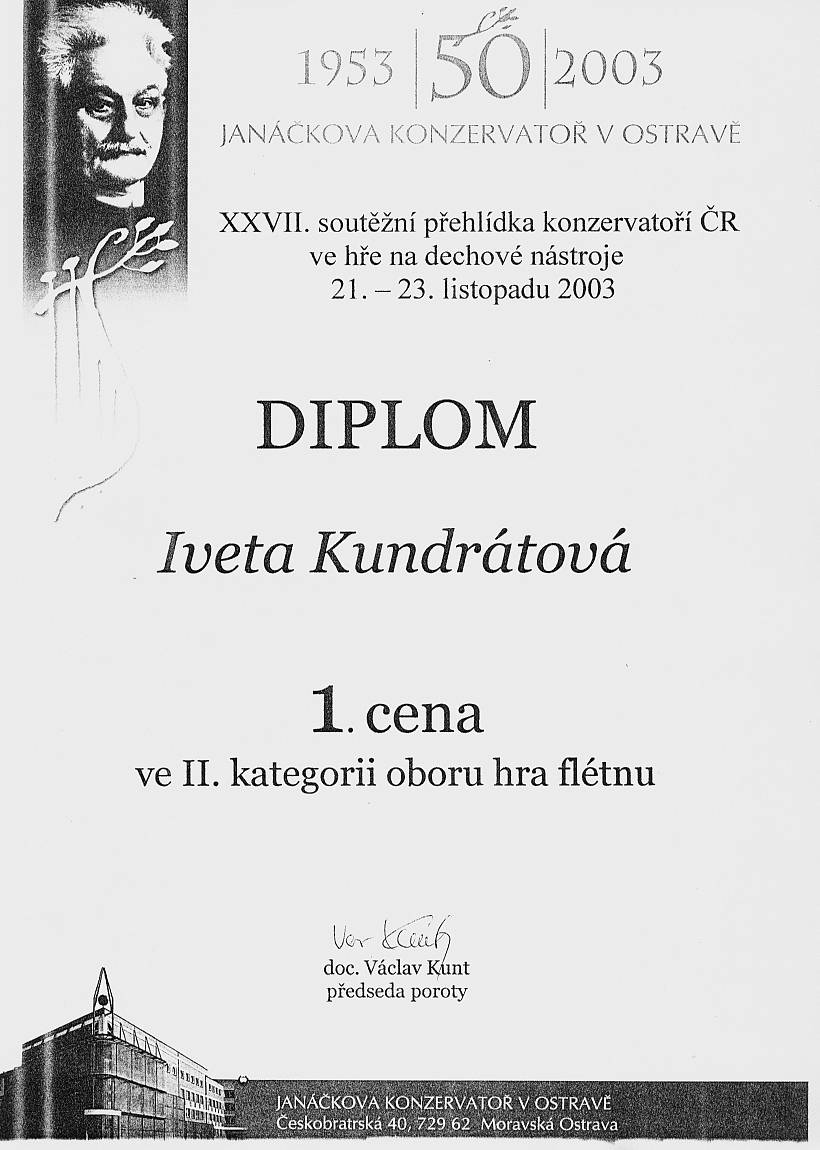 1953 | 50 | 2003
JANÁČKOVA KONZERVATOŘ V OSTRAVĚ
XXVII. soutěžní přehlídka konzervatoří ČR
ve hře na dechové nástroje
21. – 23. listopadu 2003
DIPLOM
Iveta Kundrátová
1. cena
ve II. kategorii oboru hra flétnu
doc. Václav Kunt
předseda poroty
JANÁČKOVA KONZERVATOŘ V OSTRAVĚ
Českobratrská 40, 729 62 Moravská Ostrava